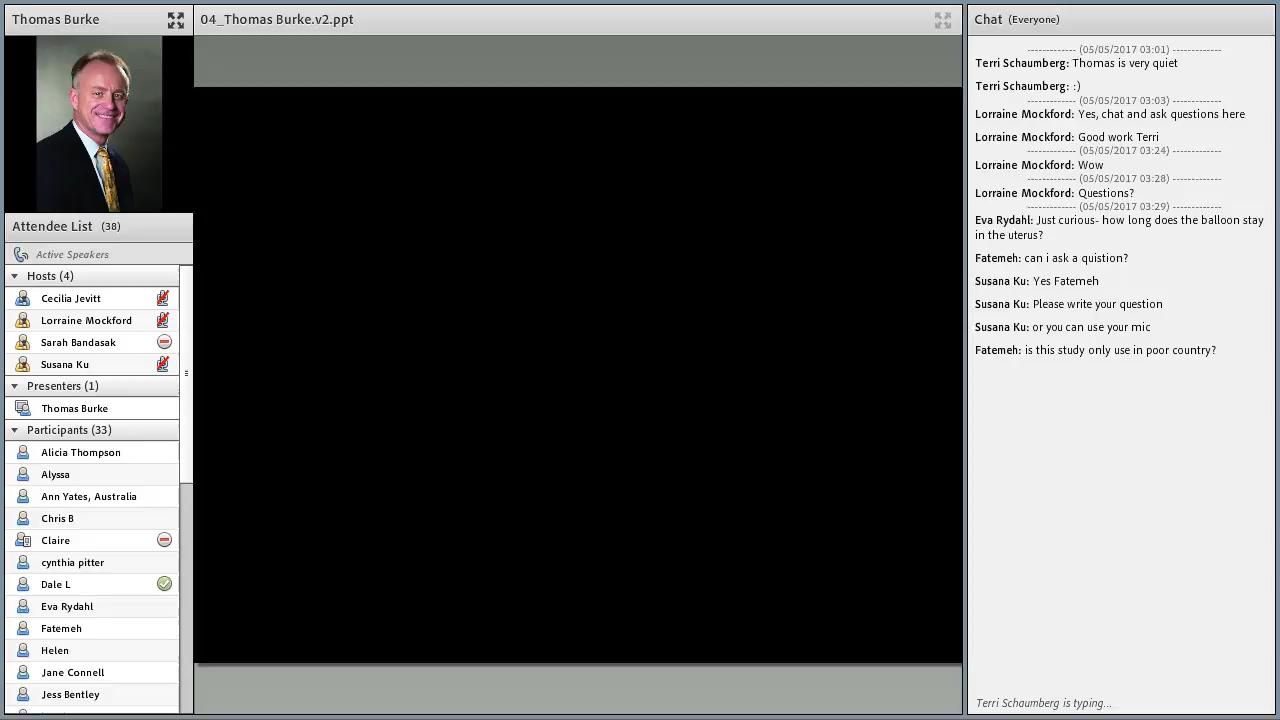 Thomas Burke
04_Thomas Burke.v2.ppt
Attendee List (38)
Active Speakers
Hosts (4)
Cecilia Jevitt
Lorraine Mockford
Sarah Bandasak
Susana Ku
Presenters (1)
Thomas Burke
Participants (33)
Alicia Thompson
Alyssa
Ann Yates, Australia
Chris B
Claire
cynthia pitter
Dale L
Eva Rydahl
Fatemeh
Helen
Jane Connell
Jess Bentley
Chat (Everyone)
------------- (05/05/2017 03:01) -------------
Terri Schaumberg: Thomas is very quiet
Terri Schaumberg: :)
------------- (05/05/2017 03:03) -------------
Lorraine Mockford: Yes, chat and ask questions here
Lorraine Mockford: Good work Terri
------------- (05/05/2017 03:24) -------------
Lorraine Mockford: Wow
------------- (05/05/2017 03:28) -------------
Lorraine Mockford: Questions?
------------- (05/05/2017 03:29) -------------
Eva Rydahl: Just curious- how long does the balloon stay
in the uterus?
Fatemeh: can i ask a quistion?
Susana Ku: Yes Fatemeh
Susana Ku: Please write your question
Susana Ku: or you can use your mic
Fatemeh: is this study only use in poor country?
Terri Schaumberg is typing...